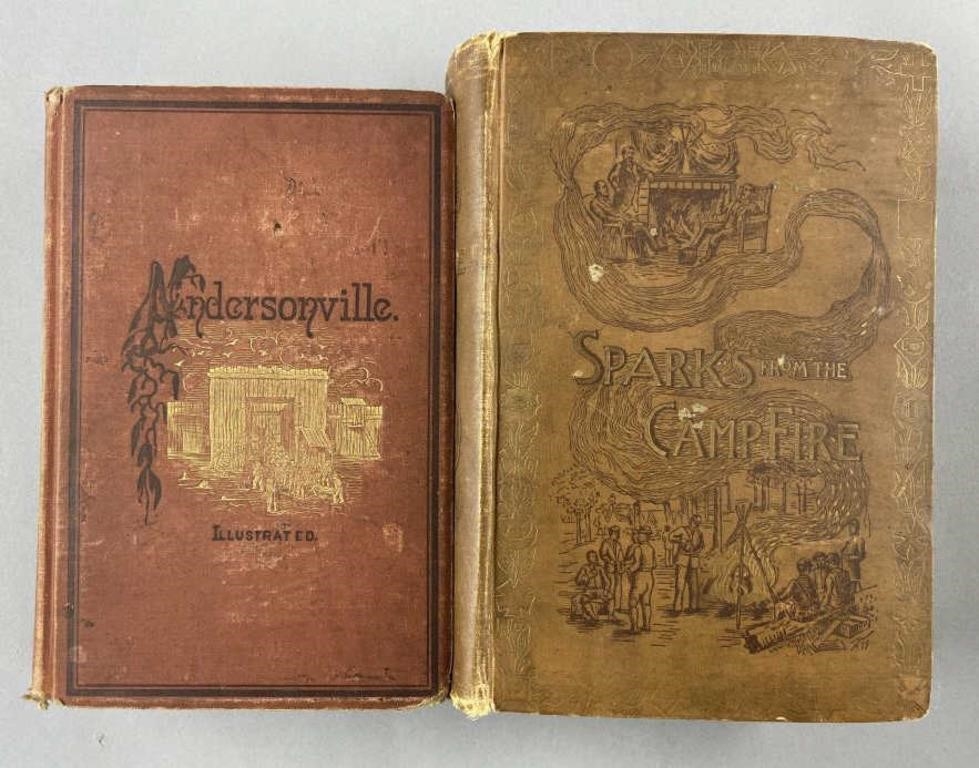 Andersonville.
ILLUSTRATED.
SPARKS FROM THE
CAMP FIRE